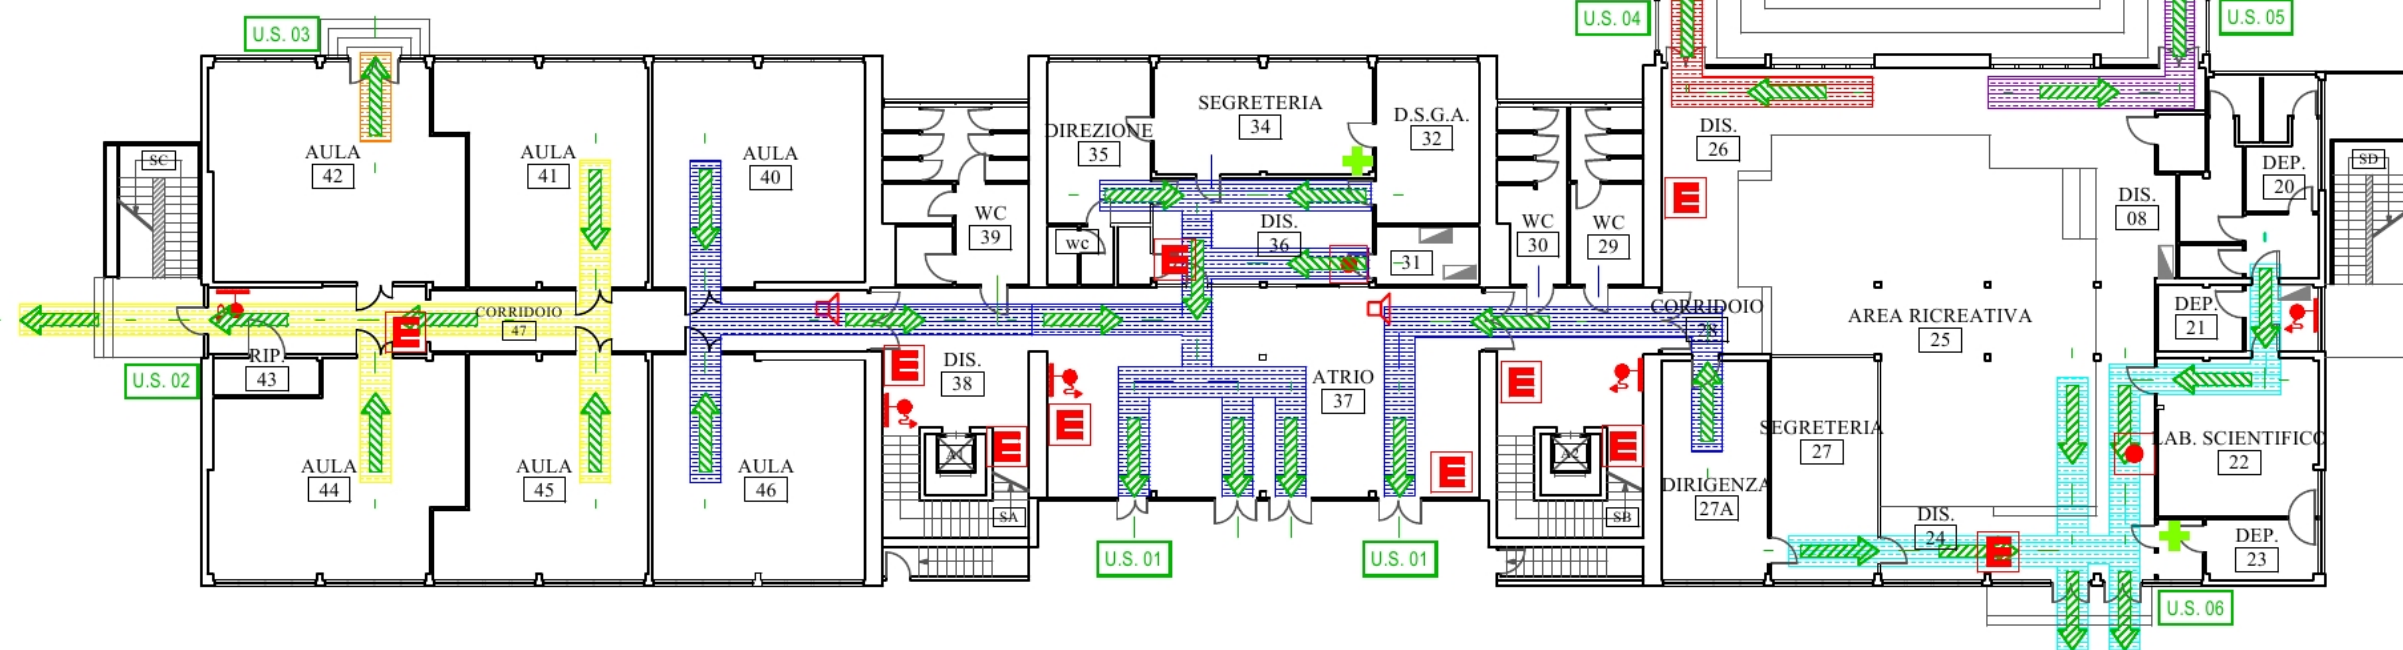 U.S. 04
U.S. 05
U.S. 03
SC
AULA
42
AULA
41
AULA
40
DIREZIONE
35
SEGRETERIA
34
D.S.G.A.
32
DIS.
26
DEP.
20
SD
WC
39
wc
DIS.
36
31
WC
30
WC
29
DIS.
08
CORRIDOIO
47
CORRIDOIO
28
AREA RICREATIVA
25
DEP.
21
RIP.
43
U.S. 02
DIS.
38
ATRIO
37
E
E
E
E
E
E
E
E
E
E
AULA
44
AULA
45
AULA
46
A1
SA
A2
SB
DIRIGENZA
27A
SEGRETERIA
27
LAB. SCIENTIFICO
22
DIS.
24
DEP.
23
U.S. 01
U.S. 01
U.S. 06